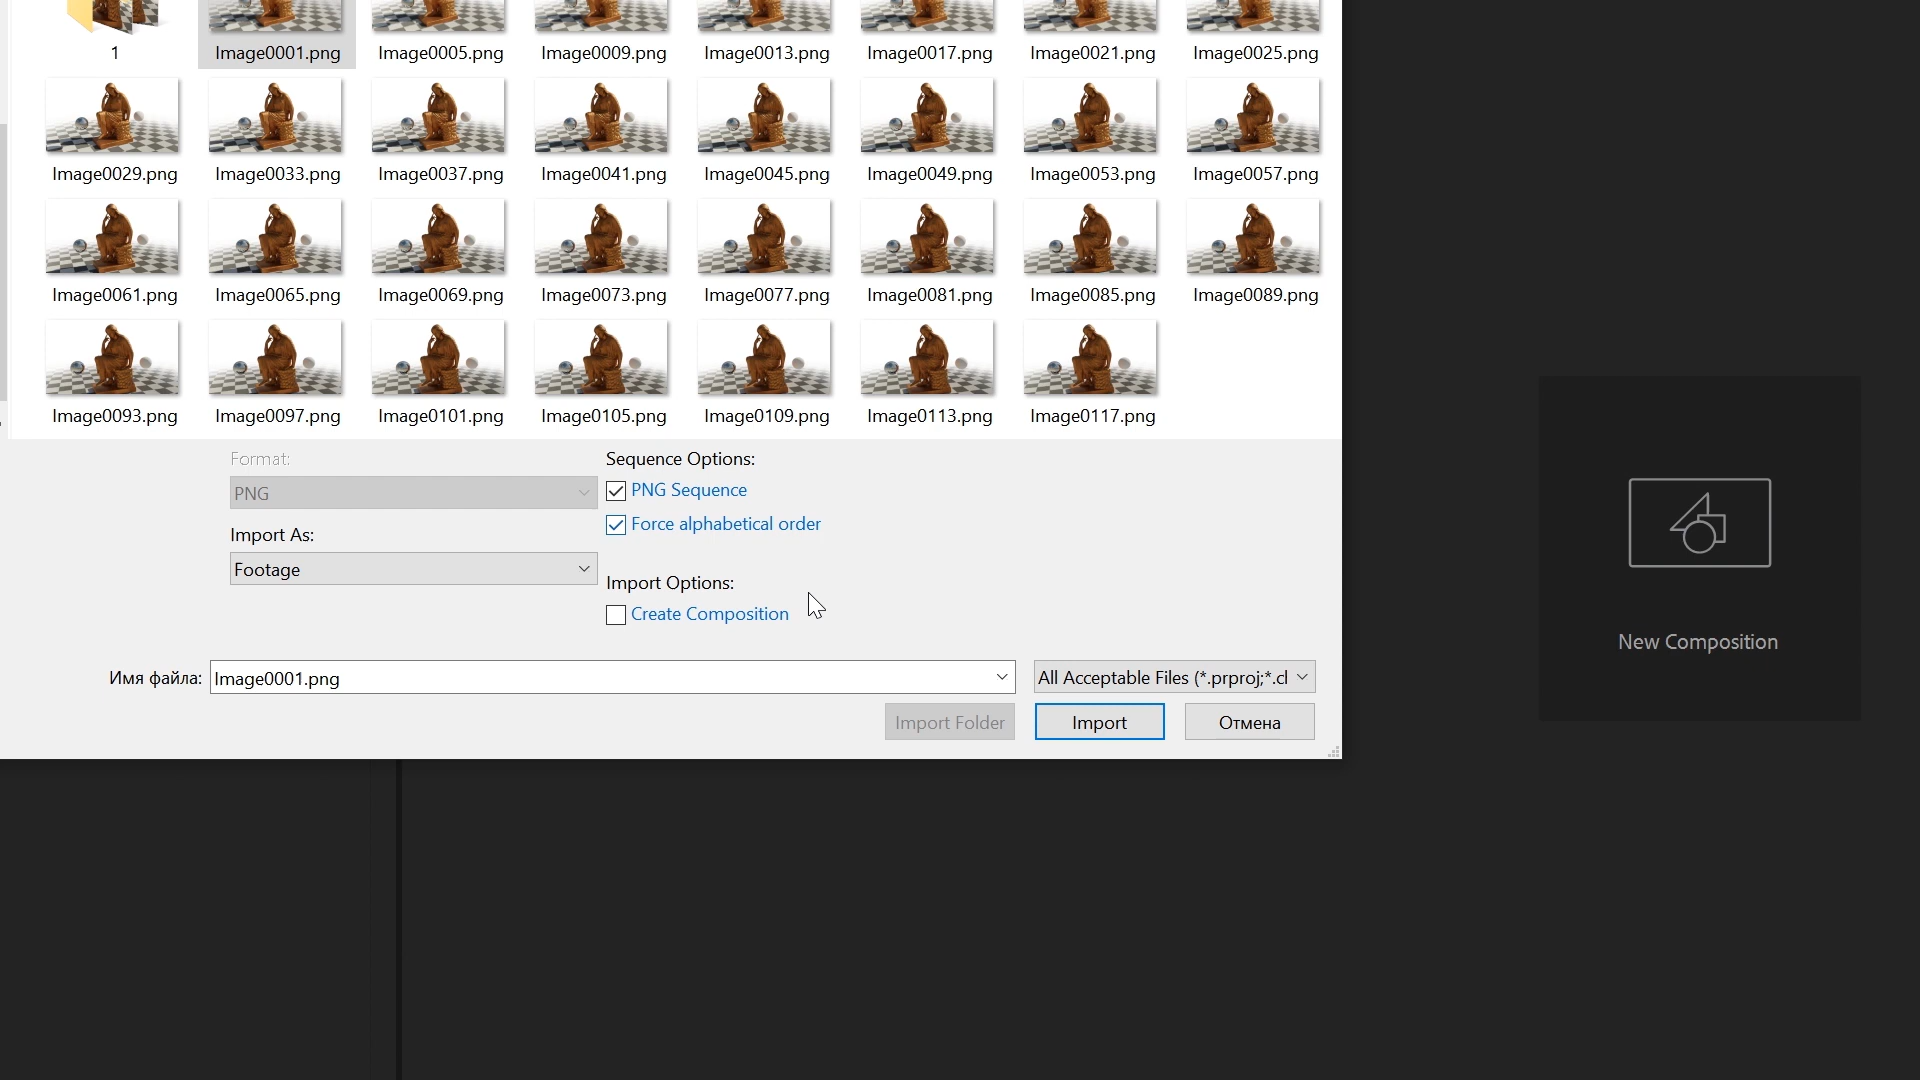 1 Image0001.png Image0005.png Image0009.png Image0013.png Image0017.png Image0021.png Image0025.png
Image0029.png Image0033.png Image0037.png Image0041.png Image0045.png Image0049.png Image0053.png Image0057.png
Image0061.png Image0065.png Image0069.png Image0073.png Image0077.png Image0081.png Image0085.png Image0089.png
Image0093.png Image0097.png Image0101.png Image0105.png Image0109.png Image0113.png Image0117.png
Format:
PNG
Import As:
Footage
Sequence Options:
PNG Sequence
Force alphabetical order
Import Options:
Create Composition
Имя файла: Image0001.png All Acceptable Files (*.prproj;*.cl
Import Folder Import Отмена
New Composition